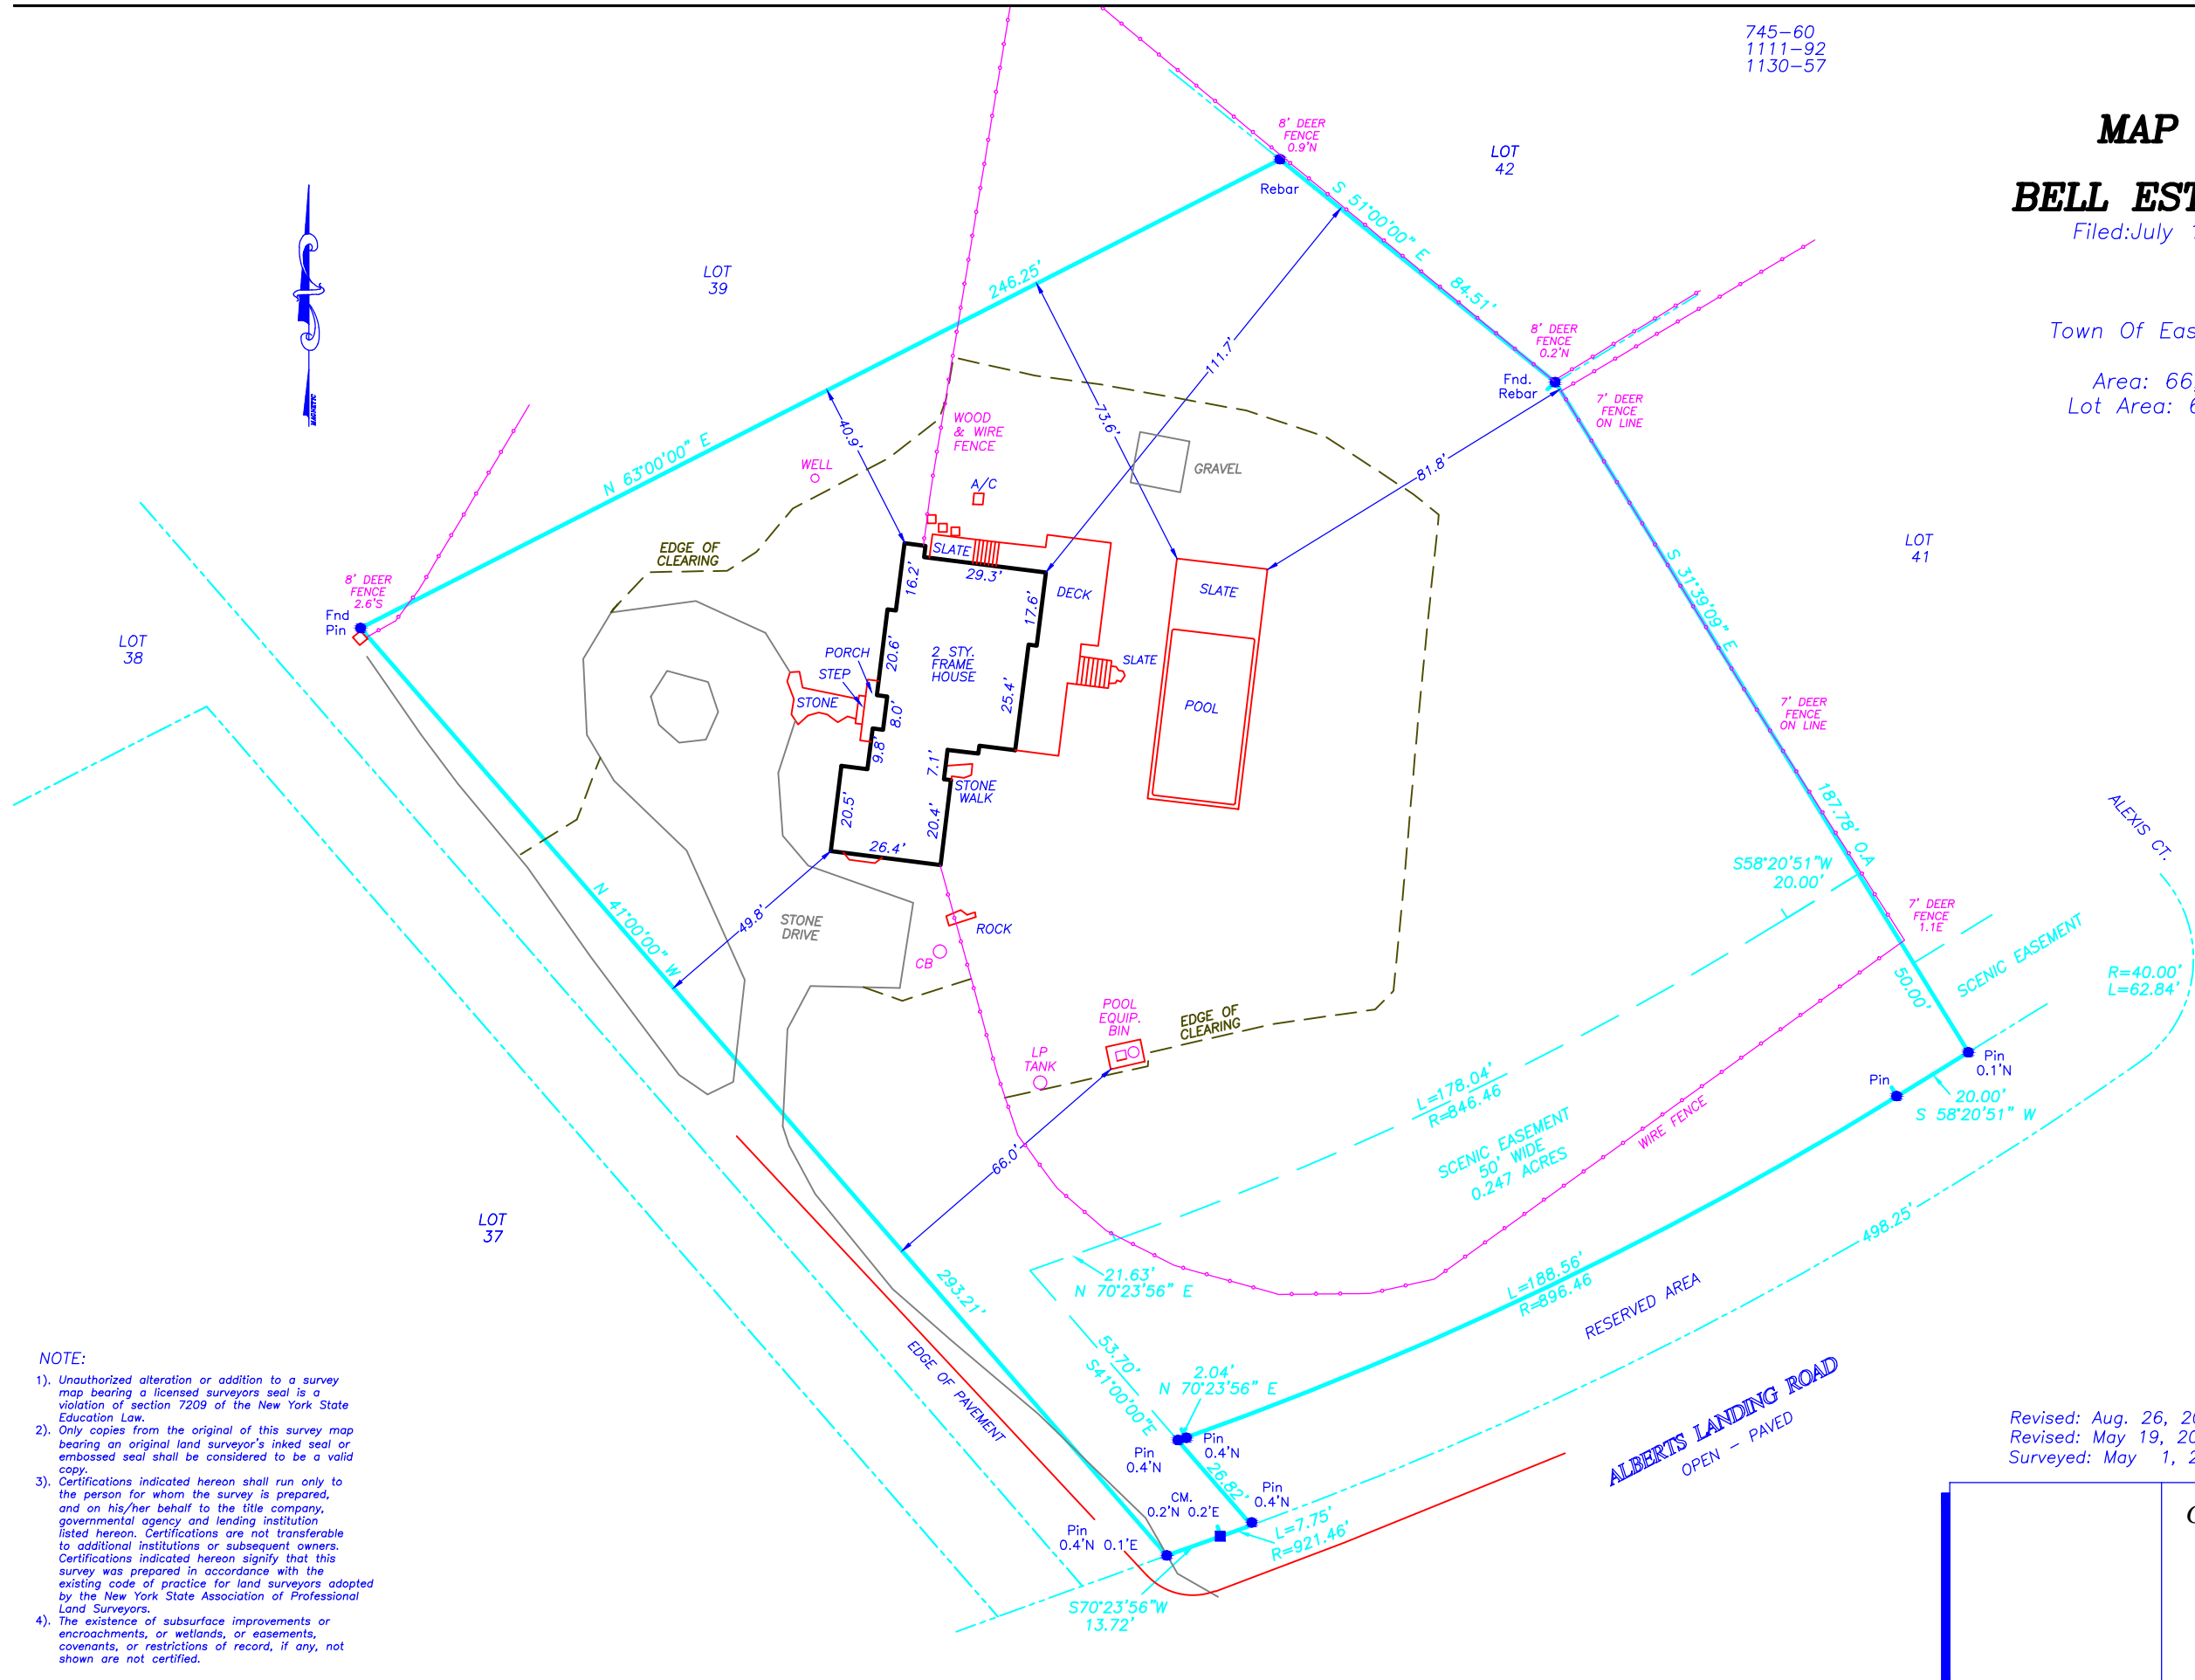 745-60
1111-92
1130-57
MAP
BELL EST
Filed:July
Town Of Eas
Area: 66,
Lot Area: 6
8' DEER
FENCE
0.9'N
Rebar
LOT
42
S 51°00'00" E 84.51'
LOT
39
246.25'
N 63°00'00" E
MAGNETIC
111.7'
73.6'
40.9'
81.8'
8' DEER
FENCE
0.2'N
Fnd.
Rebar
7' DEER
FENCE
ON LINE
WOOD
& WIRE
FENCE
WELL
A/C
GRAVEL
LOT
41
EDGE OF
CLEARING
SLATE
29.3'
16.2'
17.6'
DECK
SLATE
8' DEER
FENCE
2.6'S
Fnd
Pin
LOT
38
S 31°39'09" E
PORCH
STEP
20.6'
2 STY.
FRAME
HOUSE
SLATE
STONE
8.0'
25.4'
POOL
9.8'
7.1'
STONE
WALK
7' DEER
FENCE
ON LINE
187.78' O.A
20.5'
20.4'
26.4'
ALEXIS CT.
S58°20'51"W
20.00'
7' DEER
FENCE
1.1E
49.8'
STONE
DRIVE
ROCK
CB
N 41°00'00" W
SCENIC EASEMENT
50.00'
R=40.00'
L=62.84'
POOL
EQUIP.
BIN
EDGE OF
CLEARING
LP
TANK
Pin
0.1'N
Pin
20.00'
S 58°20'51" W
L=178.04'
R=846.46
SCENIC EASEMENT
50' WIDE
0.247 ACRES
WIRE FENCE
66.0'
LOT
37
498.25'
21.63'
N 70°23'56" E
293.21'
L=188.56'
R=896.46
RESERVED AREA
EDGE OF PAVEMENT
53.70'
S41°00'00"E
2.04'
N 70°23'56" E
Pin
0.4'N
Pin
0.4'N
26.82'
Pin
0.4'N
CM.
0.2'N 0.2'E
Pin
0.4'N 0.1'E
L=7.75'
R=921.46'
S70°23'56"W
13.72'
ALBERTS LANDING ROAD
OPEN - PAVED
NOTE:
1). Unauthorized alteration or addition to a survey
map bearing a licensed surveyors seal is a
violation of section 7209 of the New York State
Education Law.
2). Only copies from the original of this survey map
bearing an original land surveyor's inked seal or
embossed seal shall be considered to be a valid
copy.
3). Certifications indicated hereon shall run only to
the person for whom the survey is prepared,
and on his/her behalf to the title company,
governmental agency and lending institution
listed hereon. Certifications are not transferable
to additional institutions or subsequent owners.
Certifications indicated hereon signify that this
survey was prepared in accordance with the
existing code of practice for land surveyors adopted
by the New York State Association of Professional
Land Surveyors.
4). The existence of subsurface improvements or
encroachments, or wetlands, or easements,
covenants, or restrictions of record, if any, not
shown are not certified.
Revised: Aug. 26, 20
Revised: May 19, 20
Surveyed: May 1, 2